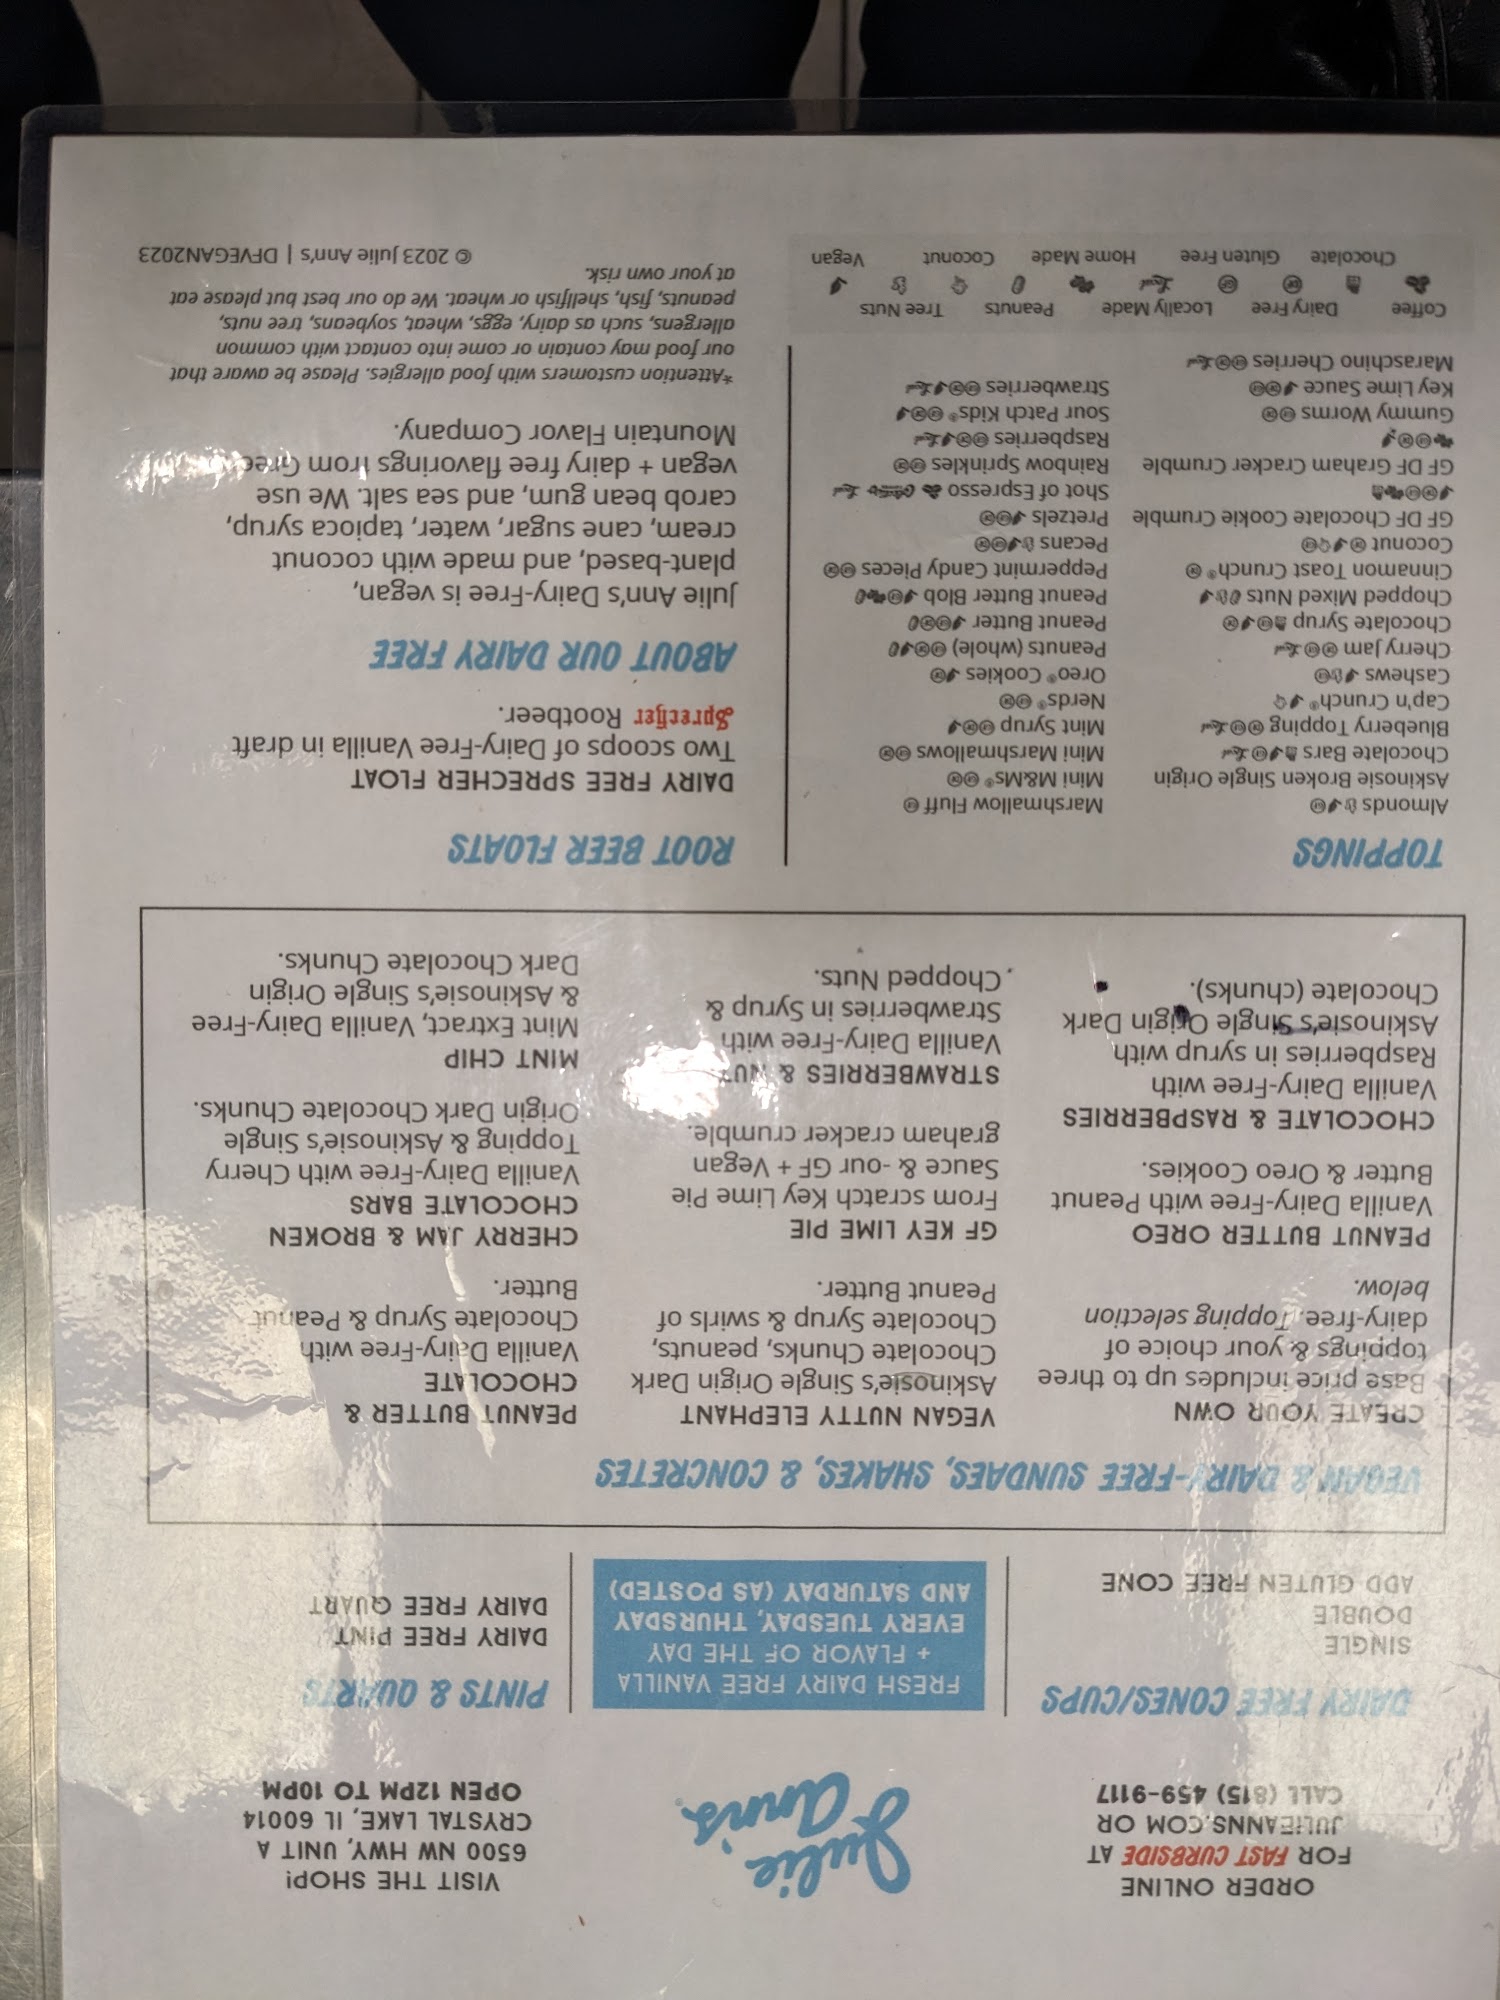 ORDER ONLINE
FOR FAST CURBSIDE AT
JULIEANNS.COM OR
CALL (815) 459-9117
Julie
Ann's
VISIT THE SHOP!
6500 NW HWY, UNIT A
CRYSTAL LAKE, IL 60014
OPEN 12PM TO 10PM
DAIRY FREE CONES/CUPS
SINGLE
DOUBLE
ADD GLUTEN FREE CONE
FRESH DAIRY FREE VANILLA
+ FLAVOR OF THE DAY
EVERY TUESDAY, THURSDAY
AND SATURDAY (AS POSTED)
PINTS & QUARTS
DAIRY FREE PINT
DAIRY FREE QUART
VEGAN & DAIRY-FREE SUNDAES, SHAKES, & CONCRETES
CREATE YOUR OWN
Base price includes up to three
toppings & your choice of
dairy-free. Topping selection
below.
PEANUT BUTTER OREO
Vanilla Dairy-Free with Peanut
Butter & Oreo Cookies.
CHOCOLATE & RASPBERRIES
Vanilla Dairy-Free with
Raspberries in syrup with
Askinosie's Single Origin Dark
Chocolate (chunks).
VEGAN NUTTY ELEPHANT
Askinosie's Single Origin Dark
Chocolate Chunks, peanuts,
Chocolate Syrup & swirls of
Peanut Butter.
GF KEY LIME PIE
From scratch Key Lime Pie
Sauce & -our GF + Vegan
graham cracker crumble.
STRAWBERRIES & NUTS
Vanilla Dairy-Free with
Strawberries in Syrup &
Chopped Nuts.
PEANUT BUTTER &
CHOCOLATE
Vanilla Dairy-Free with
Chocolate Syrup & Peanut
Butter.
CHERRY JAM & BROKEN
CHOCOLATE BARS
Vanilla Dairy-Free with Cherry
Topping & Askinosie's Single
Origin Dark Chocolate Chunks.
MINT CHIP
Mint Extract, Vanilla Dairy-Free
& Askinosie's Single Origin
Dark Chocolate Chunks.
TOPPINGS
Almonds
Askinosie Broken Single Origin
Chocolate Bars
Blueberry Topping
Cap'n Crunch®
Cashews
Cherry Jam
Chocolate Syrup
Chopped Mixed Nuts
Cinnamon Toast Crunch®
Coconut
GF DF Chocolate Cookie Crumble
GF DF Graham Cracker Crumble
Gummy Worms
Key Lime Sauce
Maraschino Cherries
Marshmallow Fluff
Mini M&Ms®
Mini Marshmallows
Mint Syrup
Nerds®
Oreo® Cookies
Peanuts (whole)
Peanut Butter
Peanut Butter Blob
Peppermint Candy Pieces
Pecans
Pretzels
Shot of Espresso
Rainbow Sprinkles
Raspberries
Sour Patch Kids®
Strawberries
Coffee Dairy Free Locally Made Peanuts Tree Nuts
Chocolate Gluten Free Home Made Coconut Vegan
ROOT BEER FLOATS
DAIRY FREE SPRECHER FLOAT
Two scoops of Dairy-Free Vanilla in draft
Sprecher Rootbeer.
ABOUT OUR DAIRY FREE
Julie Ann's Dairy-Free is vegan,
plant-based, and made with coconut
cream, cane sugar, water, tapioca syrup,
carob bean gum, and sea salt. We use
vegan + dairy free flavorings from
Mountain Flavor Company.
*Attention customers with food allergies. Please be aware that
our food may contain or come into contact with common
allergens, such as dairy, eggs, wheat, soybeans, tree nuts,
peanuts, fish, shellfish or wheat. We do our best but please eat
at your own risk.
© 2023 Julie Ann's | DFVEGAN2023